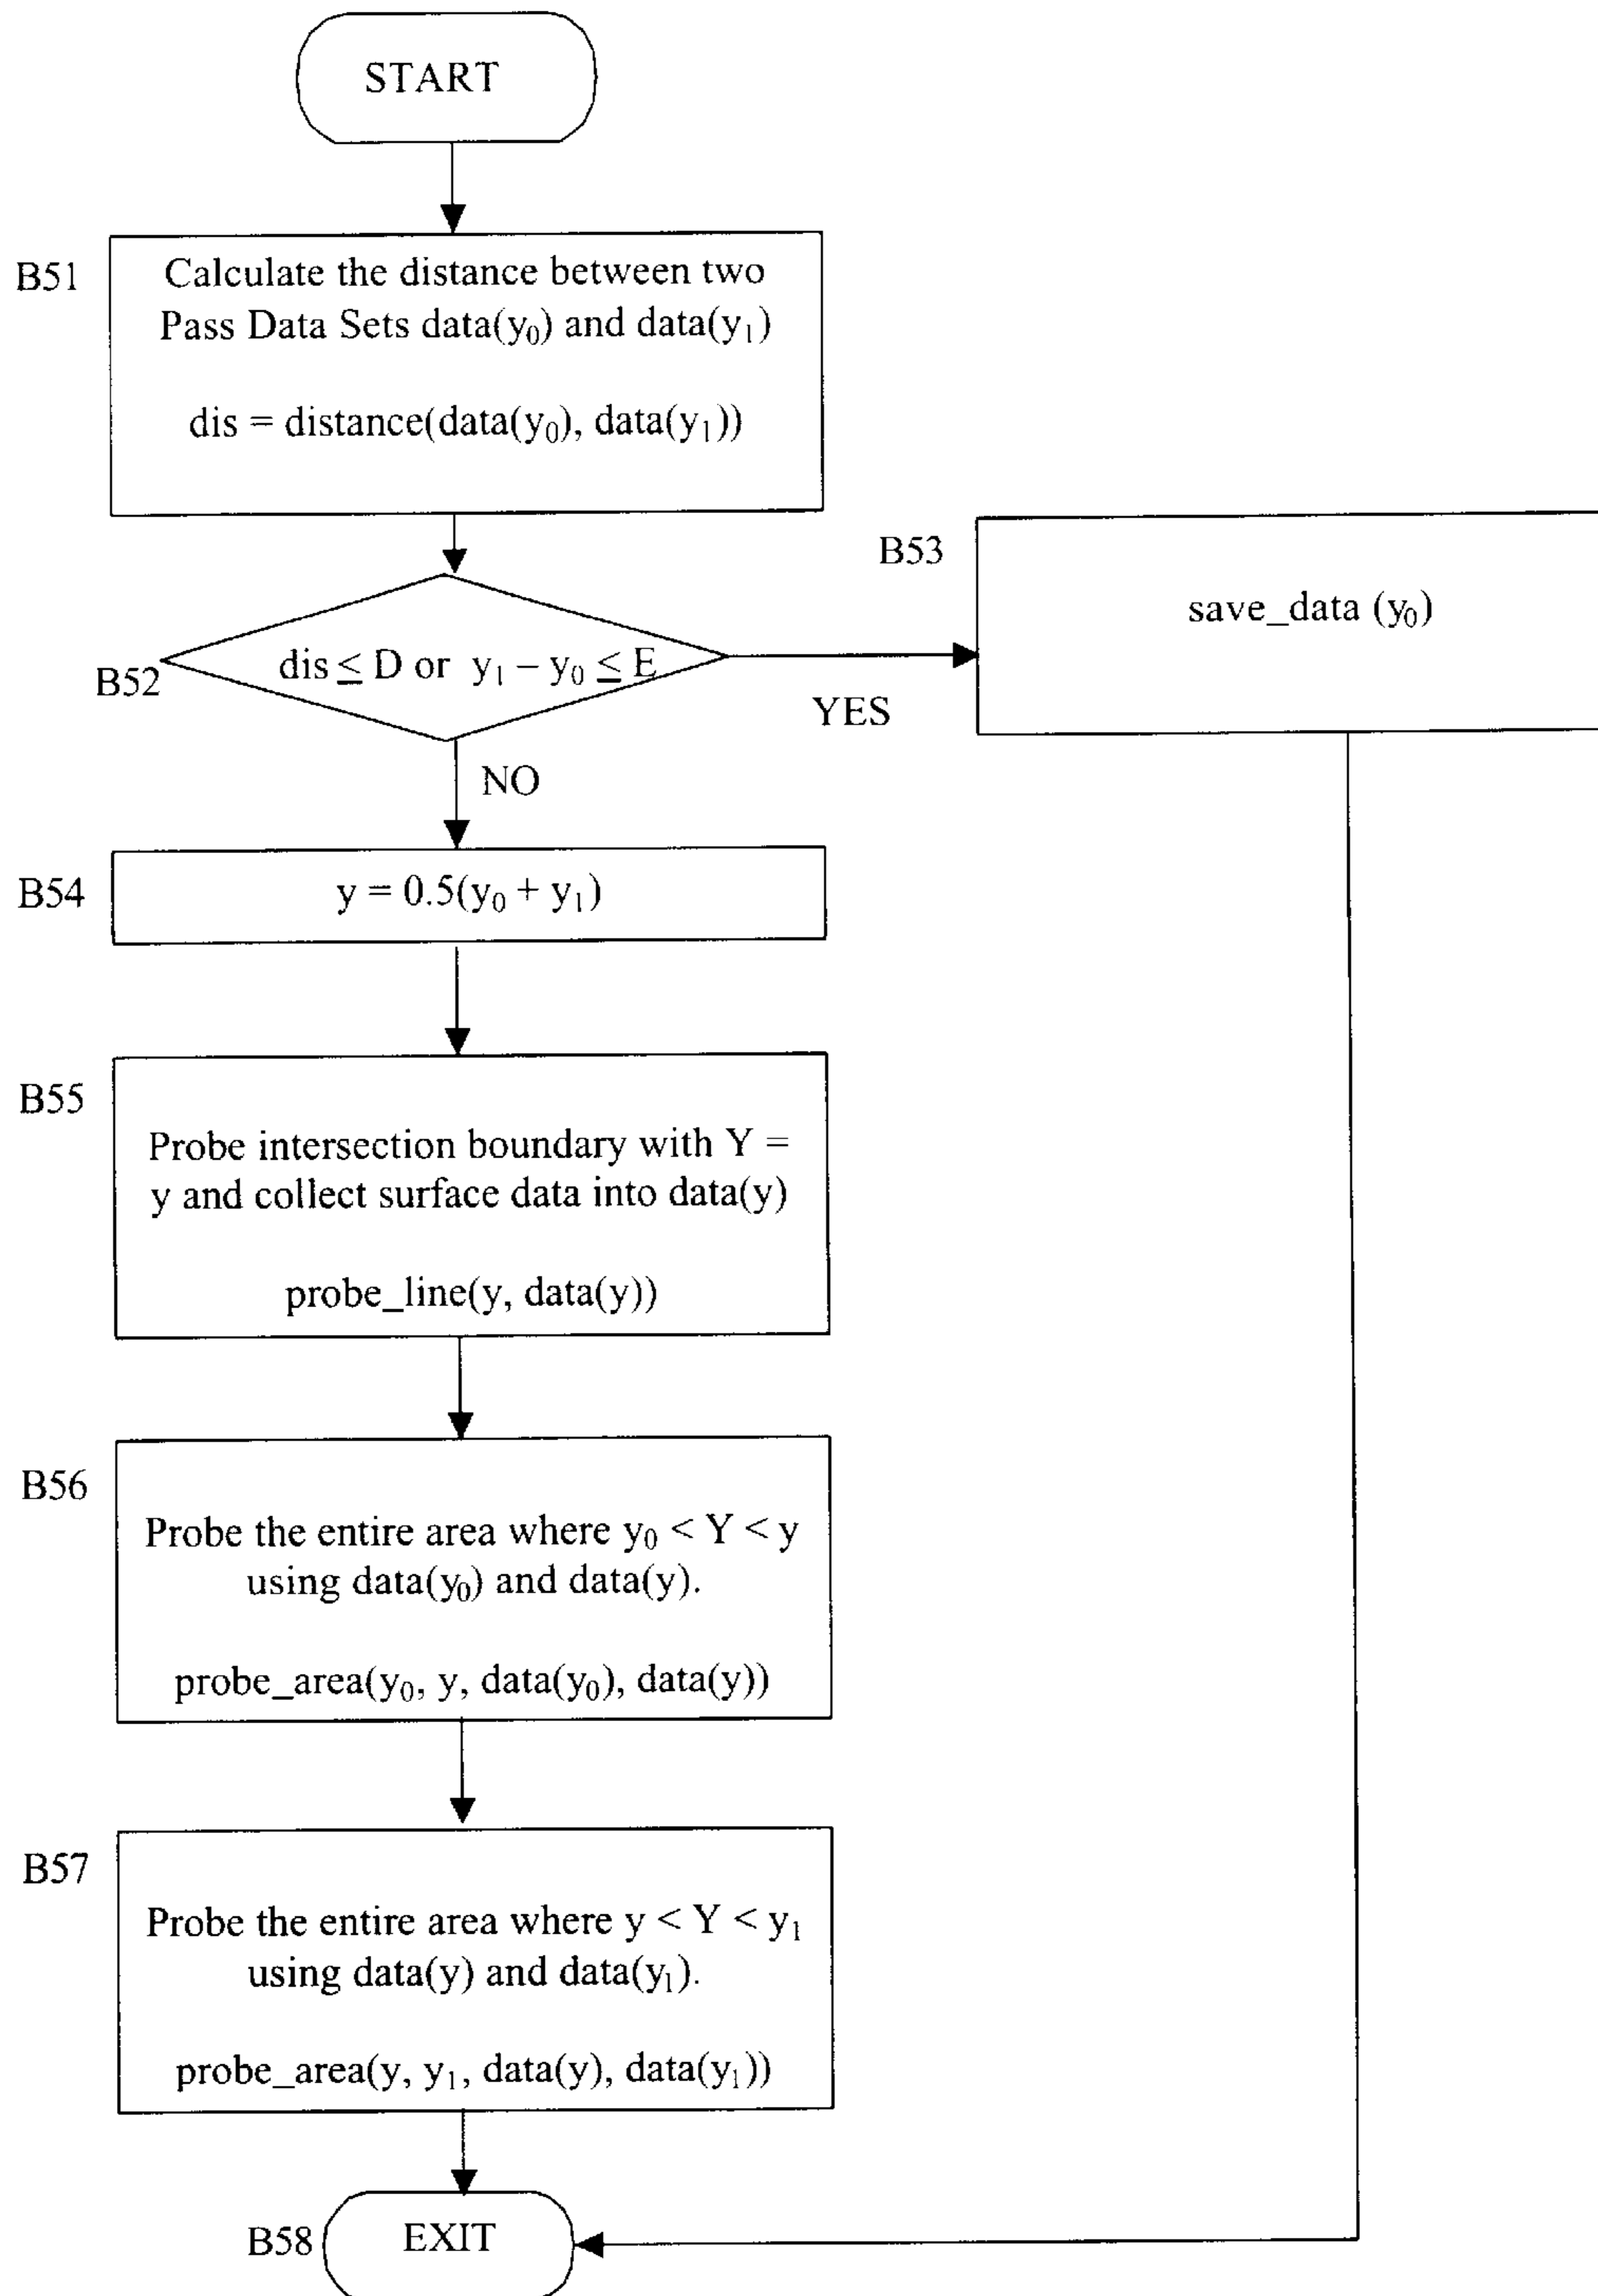 START
B51
Calculate the distance between two
Pass Data Sets data(y₀) and data(y₁)
dis = distance(data(y₀), data(y₁))
B52
dis ≤ D or y₁ – y₀ ≤ E
YES
B53
save_data (y₀)
NO
B54
y = 0.5(y₀ + y₁)
B55
Probe intersection boundary with Y =
y and collect surface data into data(y)
probe_line(y, data(y))
B56
Probe the entire area where y₀ < Y < y
using data(y₀) and data(y).
probe_area(y₀, y, data(y₀), data(y))
B57
Probe the entire area where y < Y < y₁
using data(y) and data(y₁).
probe_area(y, y₁, data(y), data(y₁))
B58
EXIT